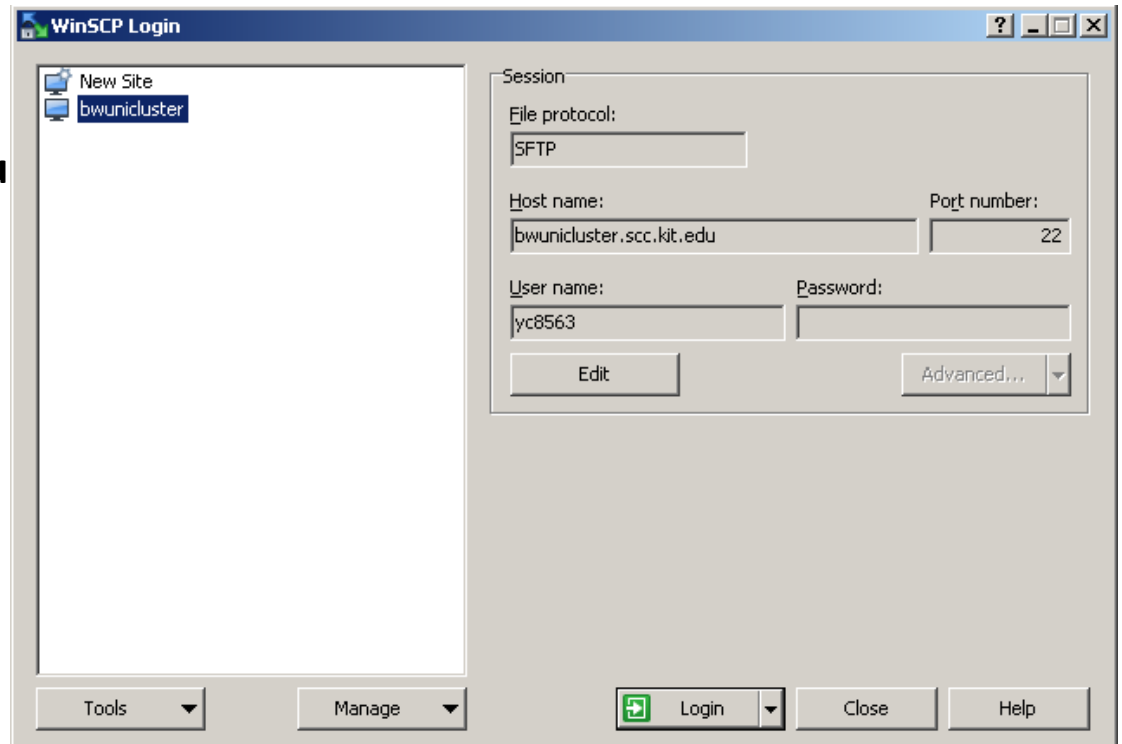 WinSCP Login
New Site
bwunicluster
Session
File protocol:
SFTP
Host name: Port number:
bwunicluster.scc.kit.edu 22
User name: Password:
yc8563
Edit Advanced...
Tools Manage Login Close Help